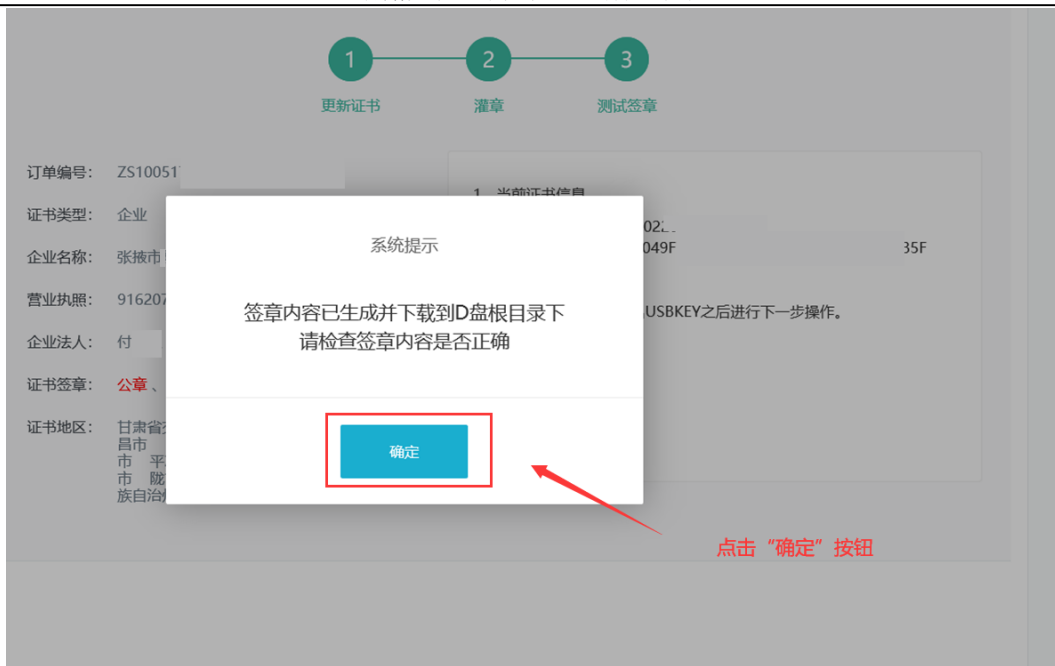 1
2
3
更新证书
灌章
测试签章
订单编号：
ZS10051
证书类型：
企业
企业名称：
张掖市
营业执照：
91620
企业法人：
付
证书签章：
公章、
证书地区：
甘肃省
昌市
市 平
市 陇
族自治
1、当前证书信息
049F
35F
USBKEY之后进行下一步操作。
系统提示
签章内容已生成并下载到D盘根目录下
请检查签章内容是否正确
确定
点击“确定”按钮